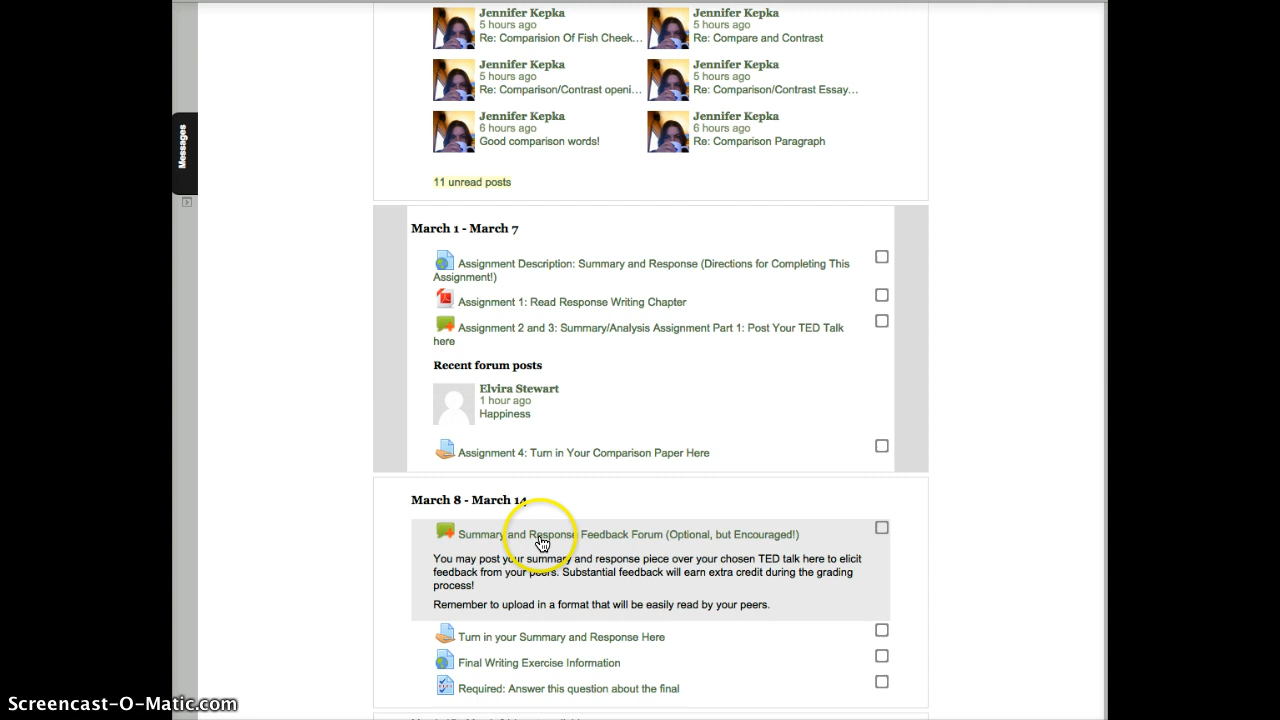 Jennifer Kepka
5 hours ago
Re: Comparision Of Fish Cheek...
Jennifer Kepka
5 hours ago
Re: Compare and Contrast
Jennifer Kepka
5 hours ago
Re: Comparison/Contrast openi...
Jennifer Kepka
5 hours ago
Re: Comparison/Contrast Essay...
Jennifer Kepka
6 hours ago
Good comparison words!
Jennifer Kepka
6 hours ago
Re: Comparison Paragraph
Messages
11 unread posts
March 1 - March 7
Assignment Description: Summary and Response (Directions for Completing This
Assignment!)
Assignment 1: Read Response Writing Chapter
Assignment 2 and 3: Summary/Analysis Assignment Part 1: Post Your TED Talk
here
Recent forum posts
Elvira Stewart
1 hour ago
Happiness
Assignment 4: Turn in Your Comparison Paper Here
March 8 - March 14
Summary and Response Feedback Forum (Optional, but Encouraged!)
You may post your summary and response piece over your chosen TED talk here to elicit
feedback from your peers. Substantial feedback will earn extra credit during the grading
process!
Remember to upload in a format that will be easily read by your peers.
Turn in your Summary and Response Here
Final Writing Exercise Information
Required: Answer this question about the final
Screencast-O-Matic.com